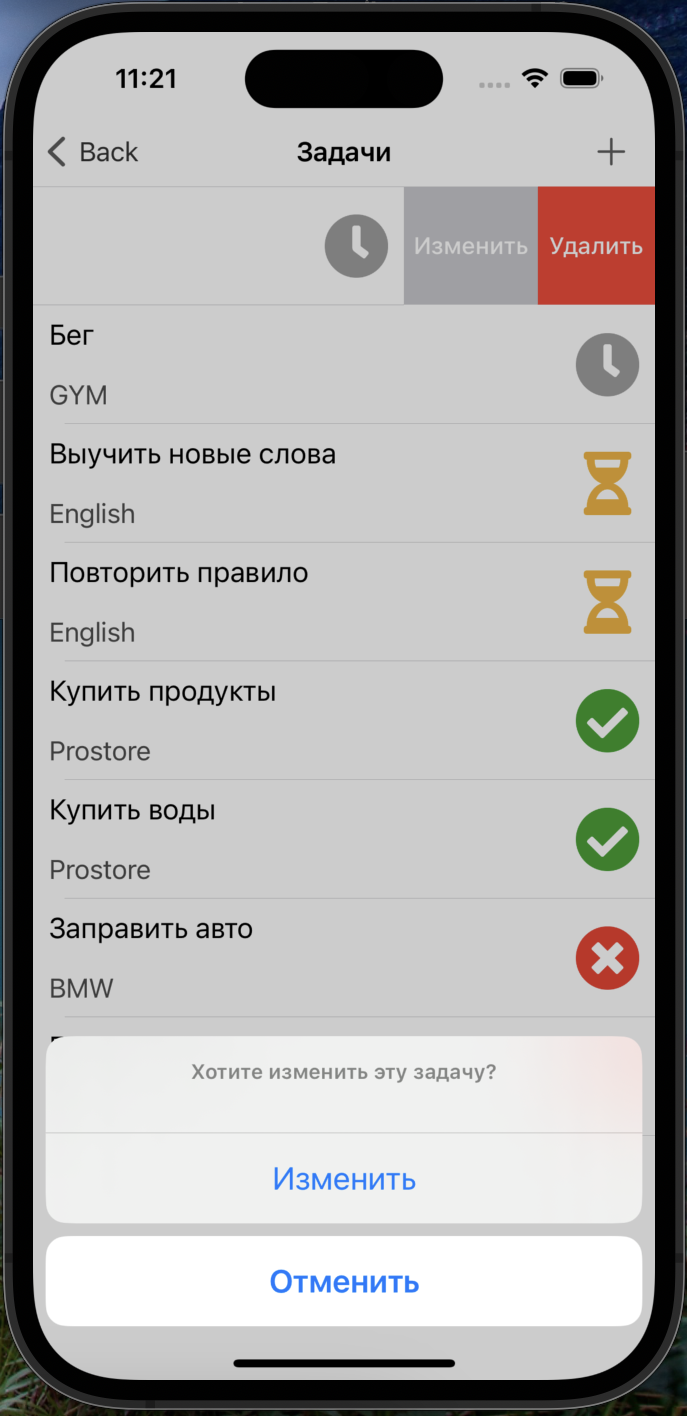 11:21
Back
Задачи
Изменить
Удалить
Бег
GYM
Выучить новые слова
English
Повторить правило
English
Купить продукты
Prostore
Купить воды
Prostore
Заправить авто
BMW
Хотите изменить эту задачу?
Изменить
Отменить